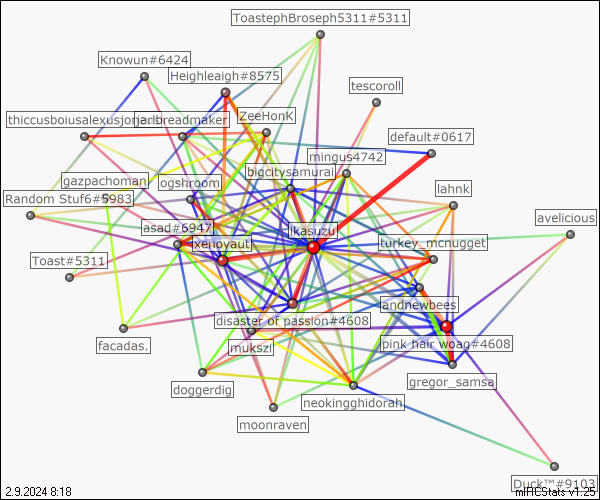 ToastephBroseph5311#5311
Knowun#6424
Heighleaigh#8575
tescoroll
thiccusboiusalexusjonar
breadmaker
ZeeHonK
default#0617
mingus4742
bigcitysamurai
gazpachoman
ogshroom
lahnk
Random Stuf6#5983
avelicious
asad#6947
ikasuzu
xenoyaut
turkey_mcnugget
Toast#5311
landnewbees
disaster of passion#4608
facadas.
mukszi
pink hair woag#4608
gregor_samsa
doggerdig
neokingghidorah
moonraven
Duck™#9103
2.9.2024 8:18
mIRCStats v1.25